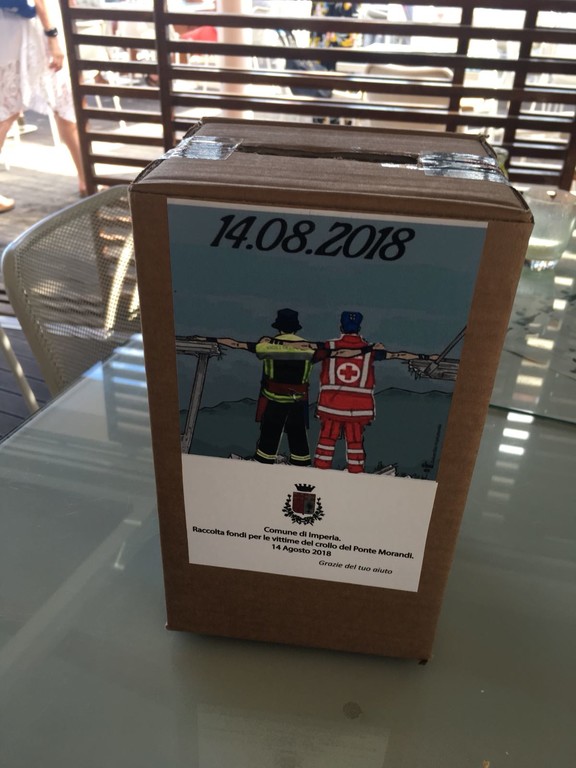 14.08.2018
Comune di Imperia.
Raccolta fondi per le vittime del crollo del Ponte Morandi.
14 Agosto 2018
Grazie del tuo aiuto